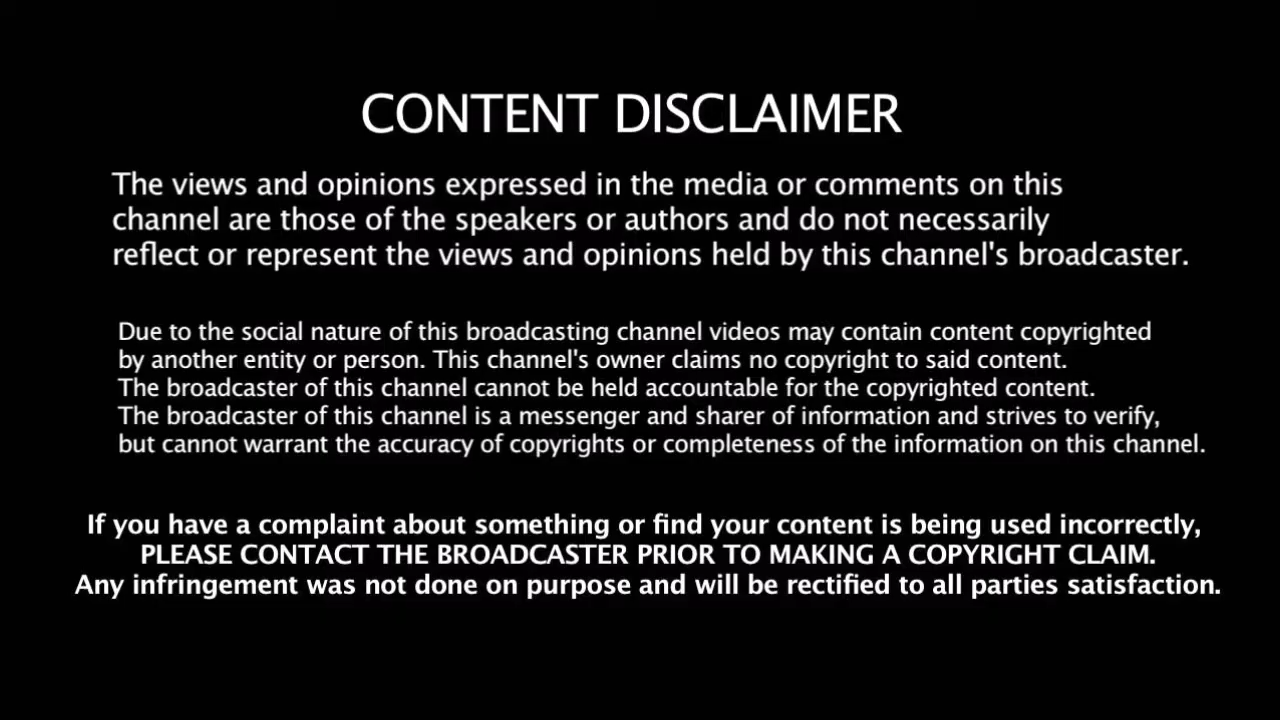 CONTENT DISCLAIMER
The views and opinions expressed in the media or comments on this
channel are those of the speakers or authors and do not necessarily
reflect or represent the views and opinions held by this channel's broadcaster.
Due to the social nature of this broadcasting channel videos may contain content copyrighted
by another entity or person. This channel's owner claims no copyright to said content.
The broadcaster of this channel cannot be held accountable for the copyrighted content.
The broadcaster of this channel is a messenger and sharer of information and strives to verify,
but cannot warrant the accuracy of copyrights or completeness of the information on this channel.
If you have a complaint about something or find your content is being used incorrectly,
PLEASE CONTACT THE BROADCASTER PRIOR TO MAKING A COPYRIGHT CLAIM.
Any infringement was not done on purpose and will be rectified to all parties satisfaction.